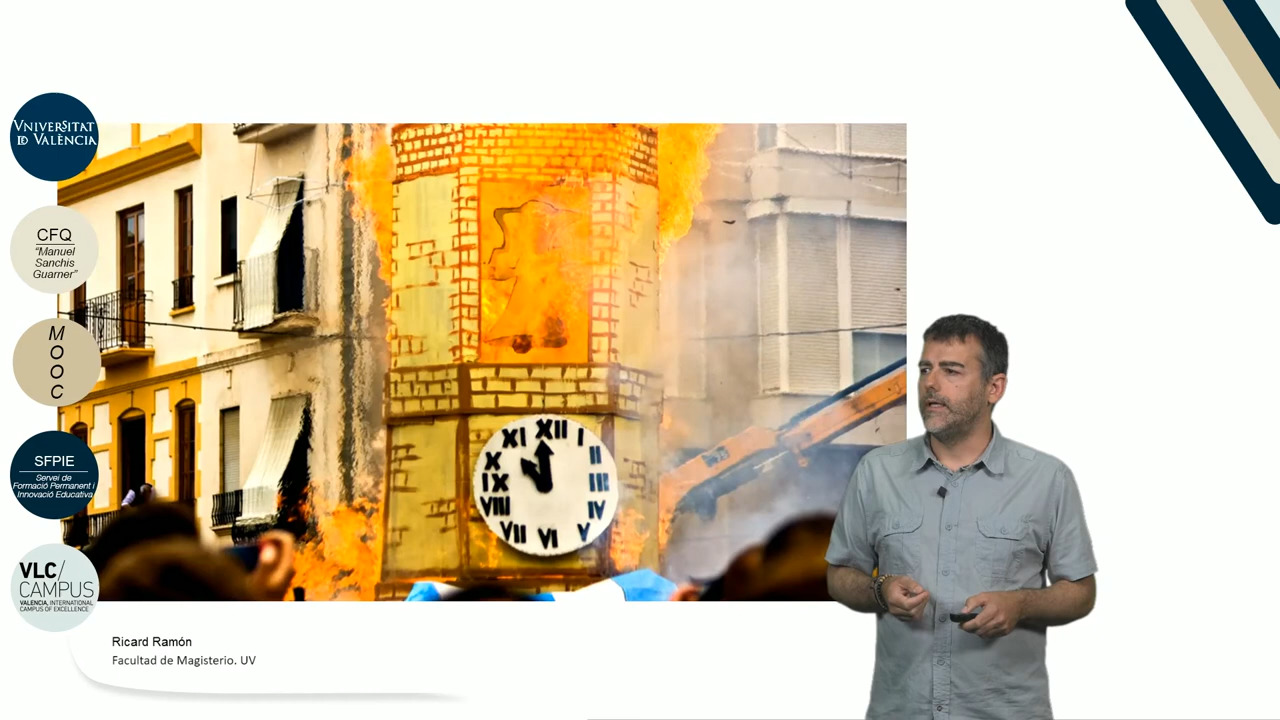 VNIVERSITAT
ID VALÈNCIA
CFQ
"Manuel
Sanchis
Guarner"
M
O
O
C
SFPIE
Servei de
Formació Permanent i
Innovació Educativa
VLC/
CAMPUS
VALENCIA, INTERNATIONAL
CAMPUS OF EXCELLENCE
XII
XI
I
X
II
IX
III
VIII
IV
VII
VI
V
Ricard Ramón
Facultad de Magisterio. UV